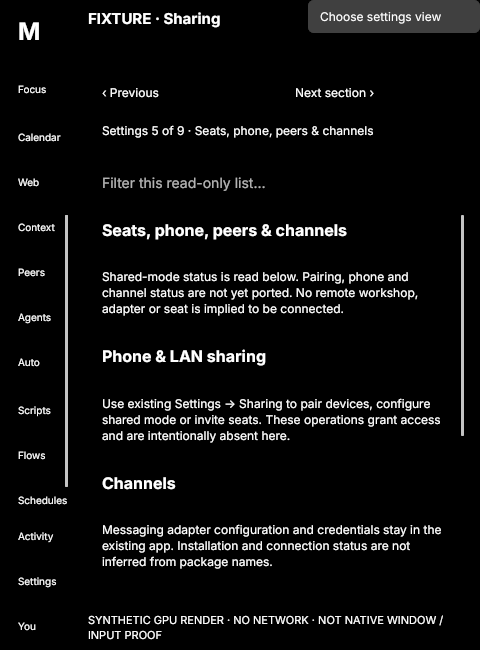 M
FIXTURE · Sharing
Choose settings view
Focus
Calendar
Web
Context
Peers
Agents
Auto
Scripts
Flows
Schedules
Activity
Settings
You
‹ Previous
Next section ›
Settings 5 of 9 · Seats, phone, peers & channels
Filter this read-only list...
Seats, phone, peers & channels
Shared-mode status is read below. Pairing, phone and
channel status are not yet ported. No remote workshop,
adapter or seat is implied to be connected.
Phone & LAN sharing
Use existing Settings → Sharing to pair devices, configure
shared mode or invite seats. These operations grant access
and are intentionally absent here.
Channels
Messaging adapter configuration and credentials stay in the
existing app. Installation and connection status are not
inferred from package names.
SYNTHETIC GPU RENDER · NO NETWORK · NOT NATIVE WINDOW /
INPUT PROOF